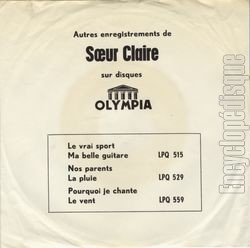 Autres enregistrements de
Sœur Claire
sur disques
OLYMPIA
Le vrai sport
Ma belle guitare LPQ 515
Nos parents
La pluie LPQ 529
Pourquoi je chante
Le vent LPQ 559
Encyclopédisque